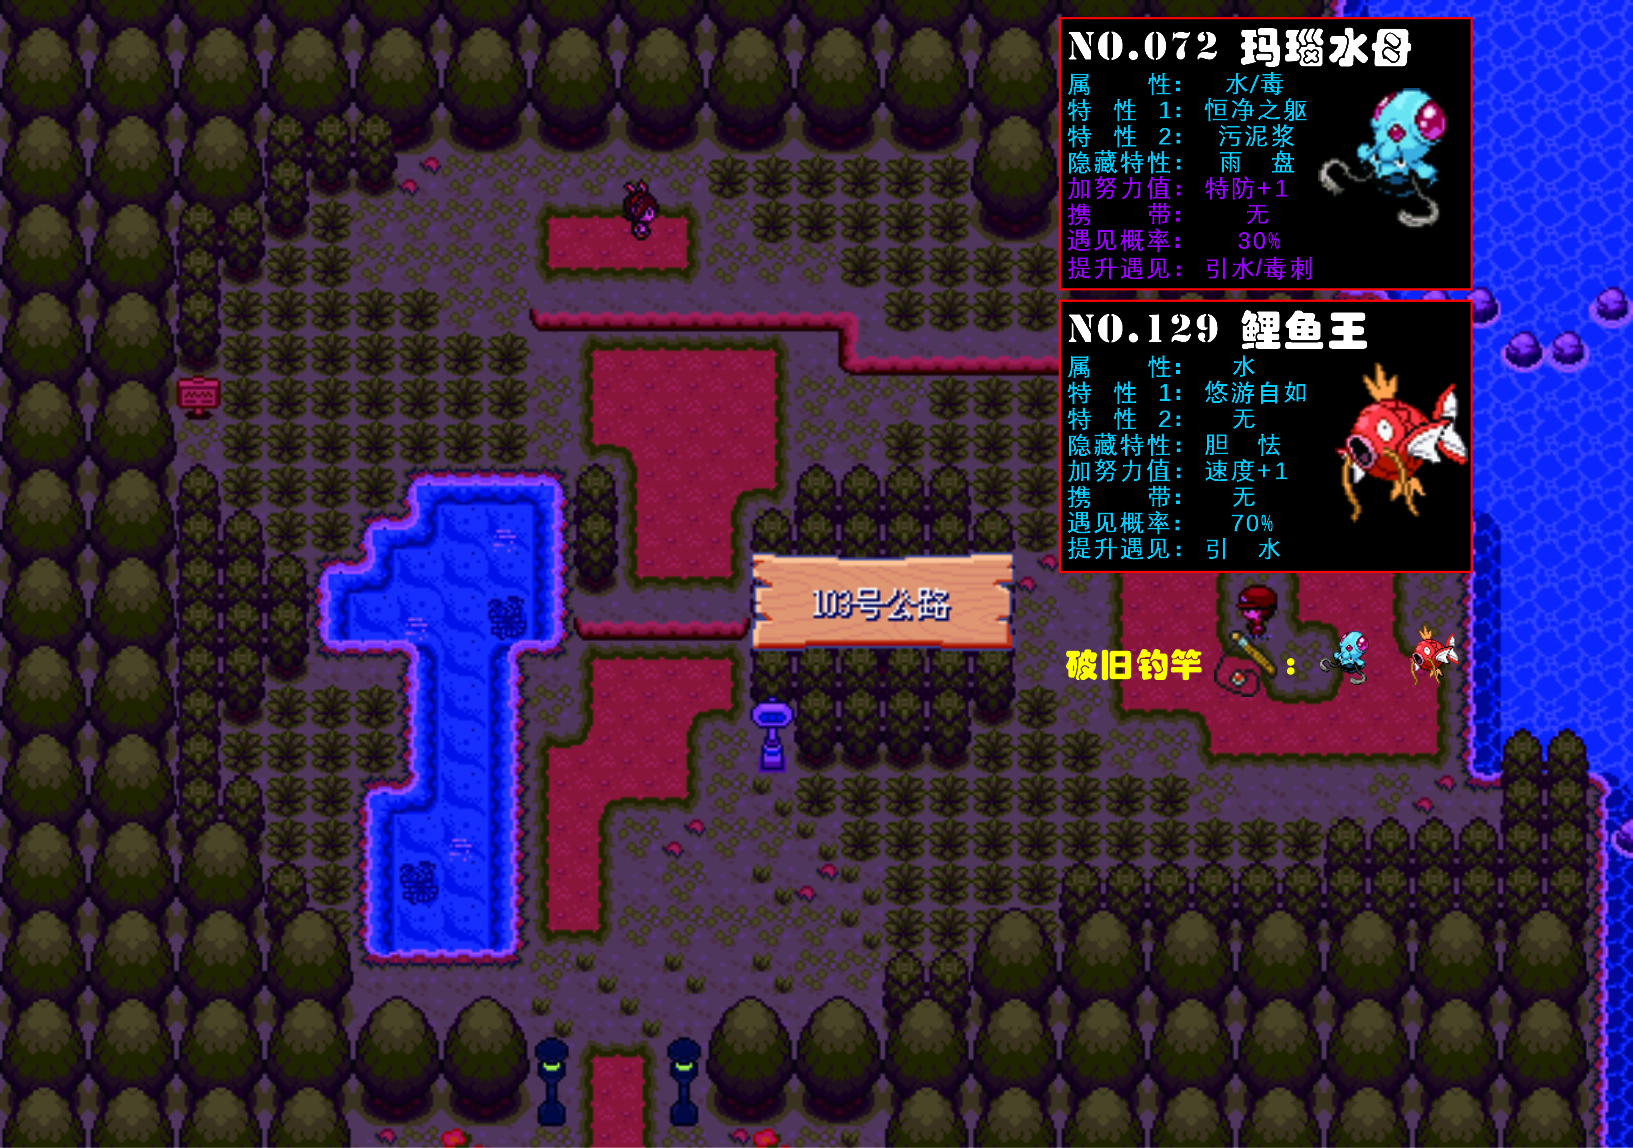 NO.072 玛瑙水母
属性： 水/毒
特性1： 恒净之躯
特性2： 污泥浆
隐藏特性： 雨盘
加努力值： 特防+1
携带： 无
遇见概率： 30%
提升遇见： 引水/毒刺
NO.129 鲤鱼王
属性： 水
特性1： 悠游自如
特性2： 无
隐藏特性： 胆怯
加努力值： 速度+1
携带： 无
遇见概率： 70%
提升遇见： 引水
103号公路
破旧钓竿 ：